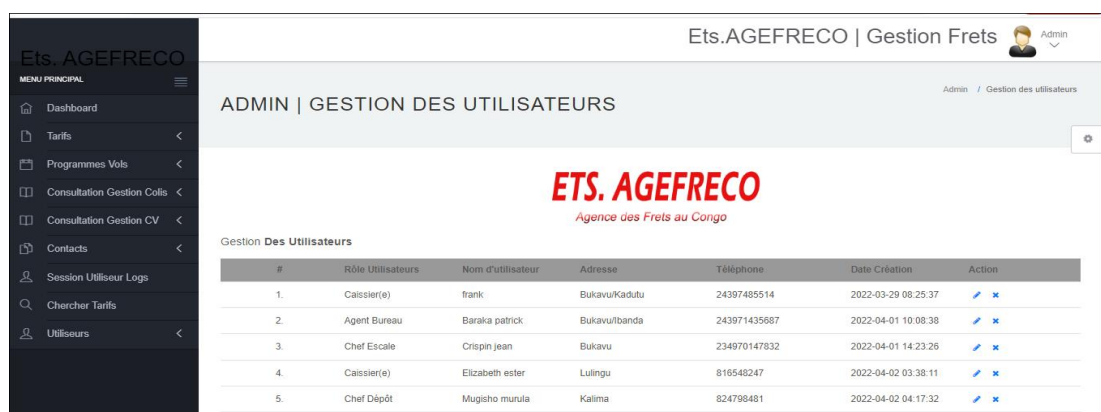 Ets. AGEFRECO
MENU PRINCIPAL
Dashboard
Tarifs
Programmes Vols
Consultation Gestion Colis
Consultation Gestion CV
Contacts
Session Utiliseur Logs
Chercher Tarifs
Utiliseurs
Ets.AGEFRECO | Gestion Frets
Admin
ADMIN | GESTION DES UTILISATEURS
Admin / Gestion des utilisateurs
ETS. AGEFRECO
Agence des Frets au Congo
Gestion Des Utilisateurs
# Rôle Utilisateurs Nom d'utilisateur Adresse Tèlèphone Date Crèation Action
1. Caissier(e) frank Bukavu/Kadutu 24397485514 2022-03-29 08:25:37
2. Agent Bureau Baraka patrick Bukavu/Ibanda 243971435687 2022-04-01 10:08:38
3. Chef Escale Crispin jean Bukavu 234970147832 2022-04-01 14:23:26
4. Caissier(e) Elizabeth ester Lulingu 816548247 2022-04-02 03:38:11
5. Chef Dèpôt Mugisho murula Kalima 824798481 2022-04-02 04:17:32